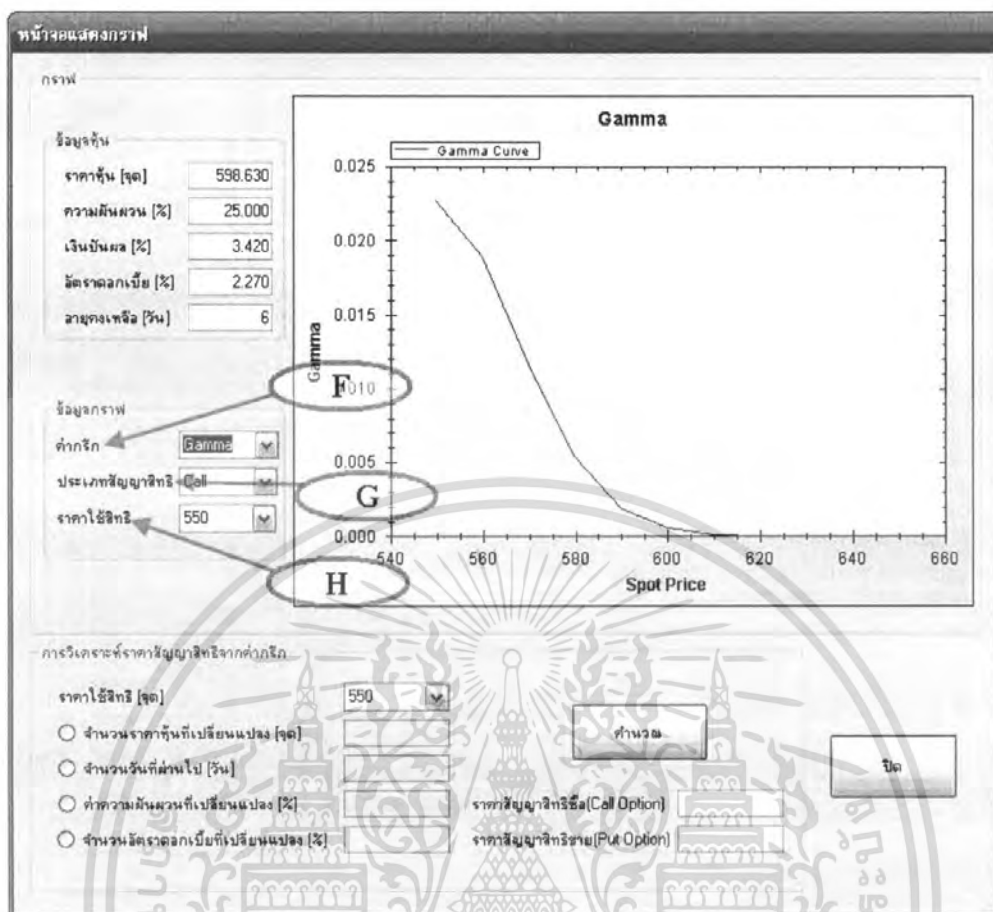 หน้าจอแสดงกราฟ
กราฟ
ข้อมูลหุ้น
ราคาหุ้น [จุด] 598.630
ความผันผวน [%] 25.000
เงินปันผล [%] 3.420
อัตราดอกเบี้ย [%] 2.270
อายุคงเหลือ [วัน] 6
ข้อมูลกราฟ
ค่ากรีก Gamma
ประเภทสัญญาสิทธิ Call
ราคาใช้สิทธิ 550
Gamma
Gamma Curve
0.025
0.020
0.015
0.010
0.005
0.000
Gamma
540 560 580 600 620 640 660
Spot Price
F
G
H
การวิเคราะห์ราคาสัญญาสิทธิจากค่ากรีก
ราคาใช้สิทธิ [จุด] 550
จำนวนราคาหุ้นที่เปลี่ยนแปลง [จุด]
จำนวนวันที่ผ่านไป [วัน]
ค่าความผันผวนที่เปลี่ยนแปลง [%]
จำนวนอัตราดอกเบี้ยที่เปลี่ยนแปลง [%]
คำนวณ
ราคาสัญญาสิทธิซื้อ(Call Option)
ราคาสัญญาสิทธิขาย(Put Option)
ปิด